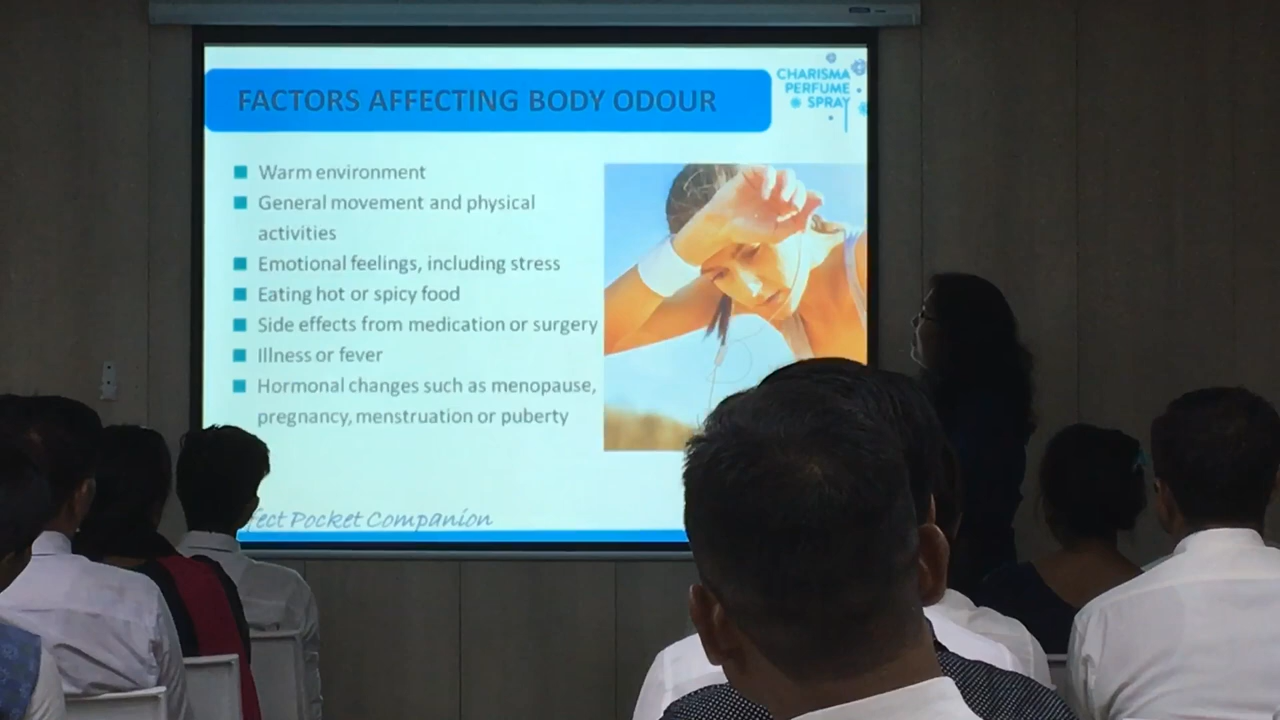 FACTORS AFFECTING BODY ODOUR
CHARISMA
PERFUME
SPRAY
Warm environment
General movement and physical
activities
Emotional feelings, including stress
Eating hot or spicy food
Side effects from medication or surgery
Illness or fever
Hormonal changes such as menopause,
pregnancy, menstruation or puberty
Pocket Companion